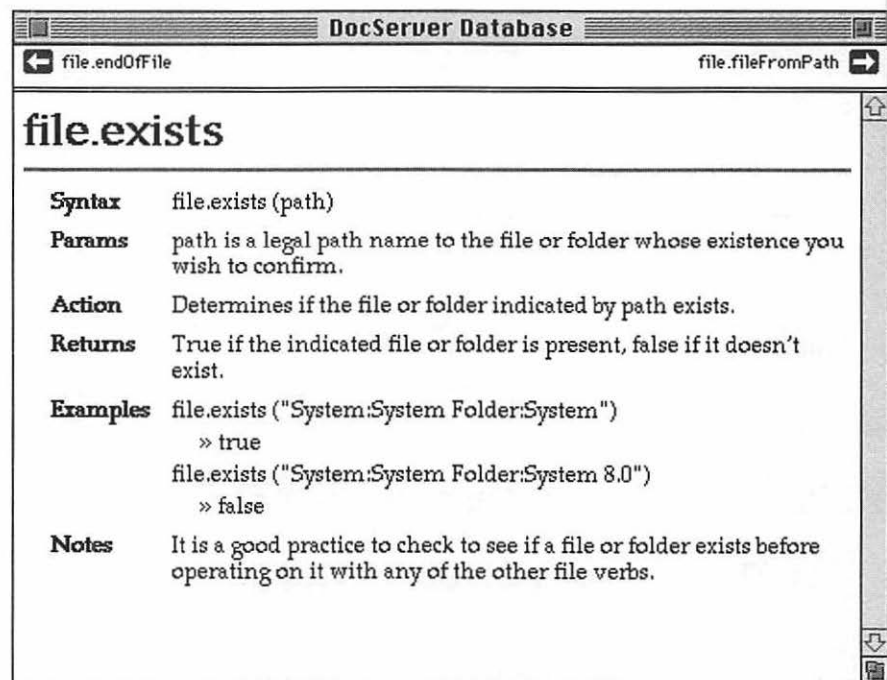 DocServer Database
file.endOfFile file.fileFromPath
file.exists
Syntax file.exists (path)
Params path is a legal path name to the file or folder whose existence you
wish to confirm.
Action Determines if the file or folder indicated by path exists.
Returns True if the indicated file or folder is present, false if it doesn't
exist.
Examples file.exists ("System:System Folder:System")
» true
file.exists ("System:System Folder:System 8.0")
» false
Notes It is a good practice to check to see if a file or folder exists before
operating on it with any of the other file verbs.